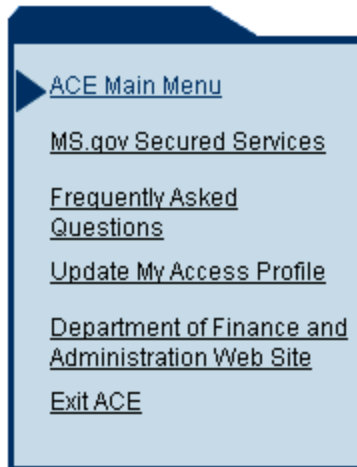 ACE Main Menu
MS.gov Secured Services
Frequently Asked
Questions
Update My Access Profile
Department of Finance and
Administration Web Site
Exit ACE